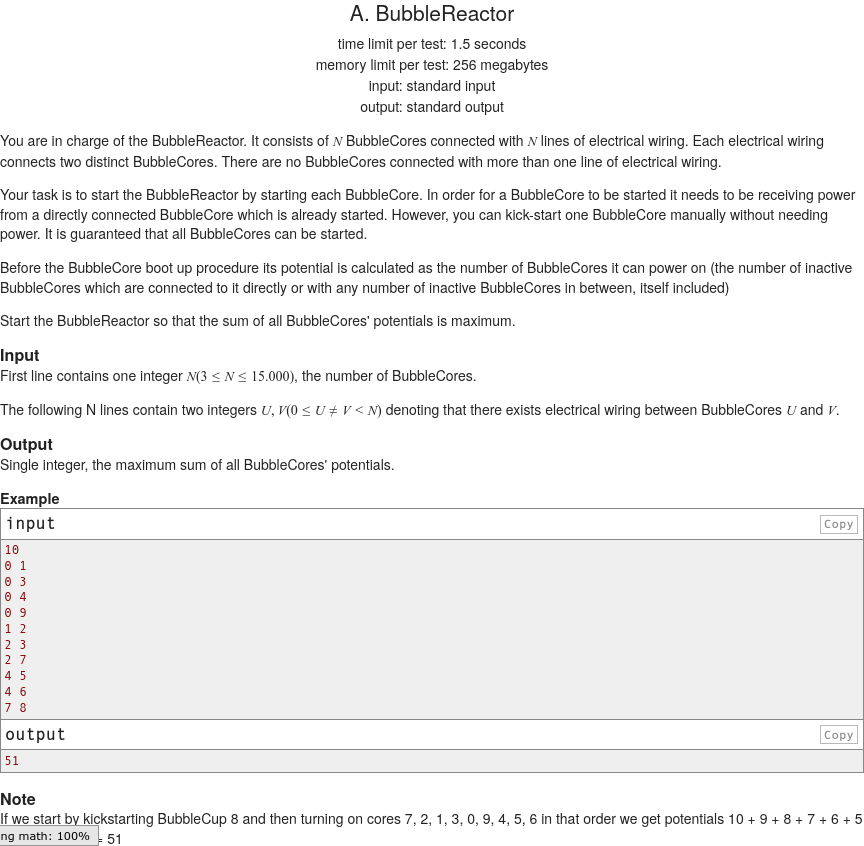 A. BubbleReactor
time limit per test: 1.5 seconds
memory limit per test: 256 megabytes
input: standard input
output: standard output
You are in charge of the BubbleReactor. It consists of N BubbleCores connected with N lines of electrical wiring. Each electrical wiring
connects two distinct BubbleCores. There are no BubbleCores connected with more than one line of electrical wiring.
Your task is to start the BubbleReactor by starting each BubbleCore. In order for a BubbleCore to be started it needs to be receiving power
from a directly connected BubbleCore which is already started. However, you can kick-start one BubbleCore manually without needing
power. It is guaranteed that all BubbleCores can be started.
Before the BubbleCore boot up procedure its potential is calculated as the number of BubbleCores it can power on (the number of inactive
BubbleCores which are connected to it directly or with any number of inactive BubbleCores in between, itself included)
Start the BubbleReactor so that the sum of all BubbleCores' potentials is maximum.
Input
First line contains one integer N(3 ≤ N ≤ 15.000), the number of BubbleCores.
The following N lines contain two integers U, V(0 ≤ U ≠ V < N) denoting that there exists electrical wiring between BubbleCores U and V.
Output
Single integer, the maximum sum of all BubbleCores' potentials.
Example
input
Copy
10
0 1
0 3
0 4
0 9
1 2
2 3
2 7
4 5
4 6
7 8
output
Copy
51
Note
If we start by kickstarting BubbleCup 8 and then turning on cores 7, 2, 1, 3, 0, 9, 4, 5, 6 in that order we get potentials 10 + 9 + 8 + 7 + 6 + 5
ng math: 100% = 51